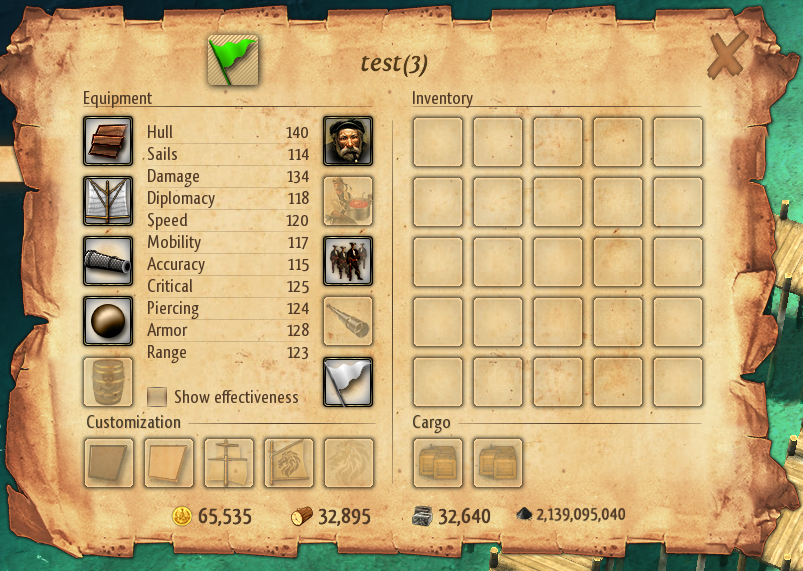 test(3)
Equipment
Inventory
Hull 140
Sails 114
Damage 134
Diplomacy 118
Speed 120
Mobility 117
Accuracy 115
Critical 125
Piercing 124
Armor 128
Range 123
Show effectiveness
Customization
Cargo
65,535 32,895 32,640 2,139,095,040